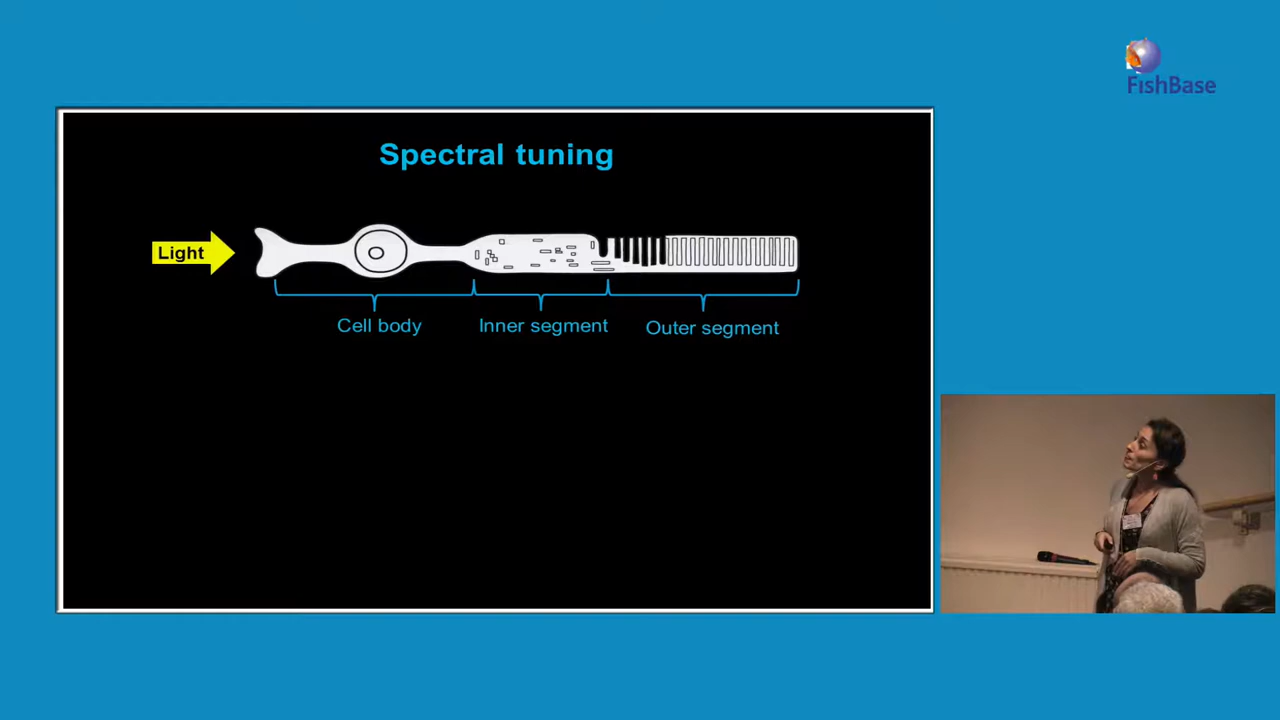 FishBase
Spectral tuning
Light
Cell body
Inner segment
Outer segment